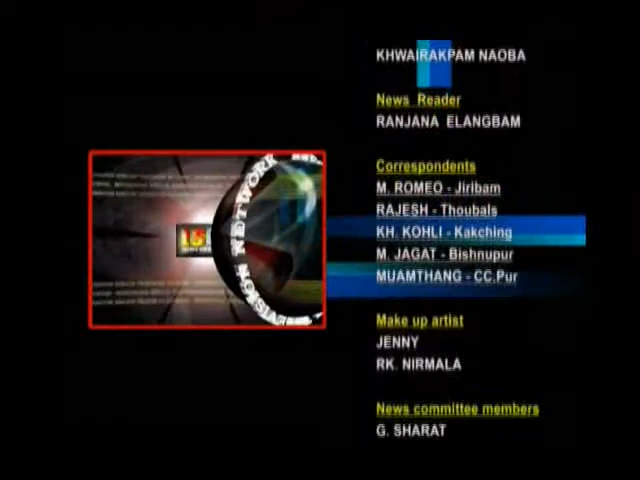 KHWAIRAKPAM NAOBA
News Reader
RANJANA ELANGBAM
Correspondents
M. ROMEO - Jiribam
RAJESH - Thoubals
KH. KOHLI - Kakching
M. JAGAT - Bishnupur
MUAMTHANG - CC.Pur
Make up artist
JENNY
RK. NIRMALA
News committee members
G. SHARAT
NETWORK